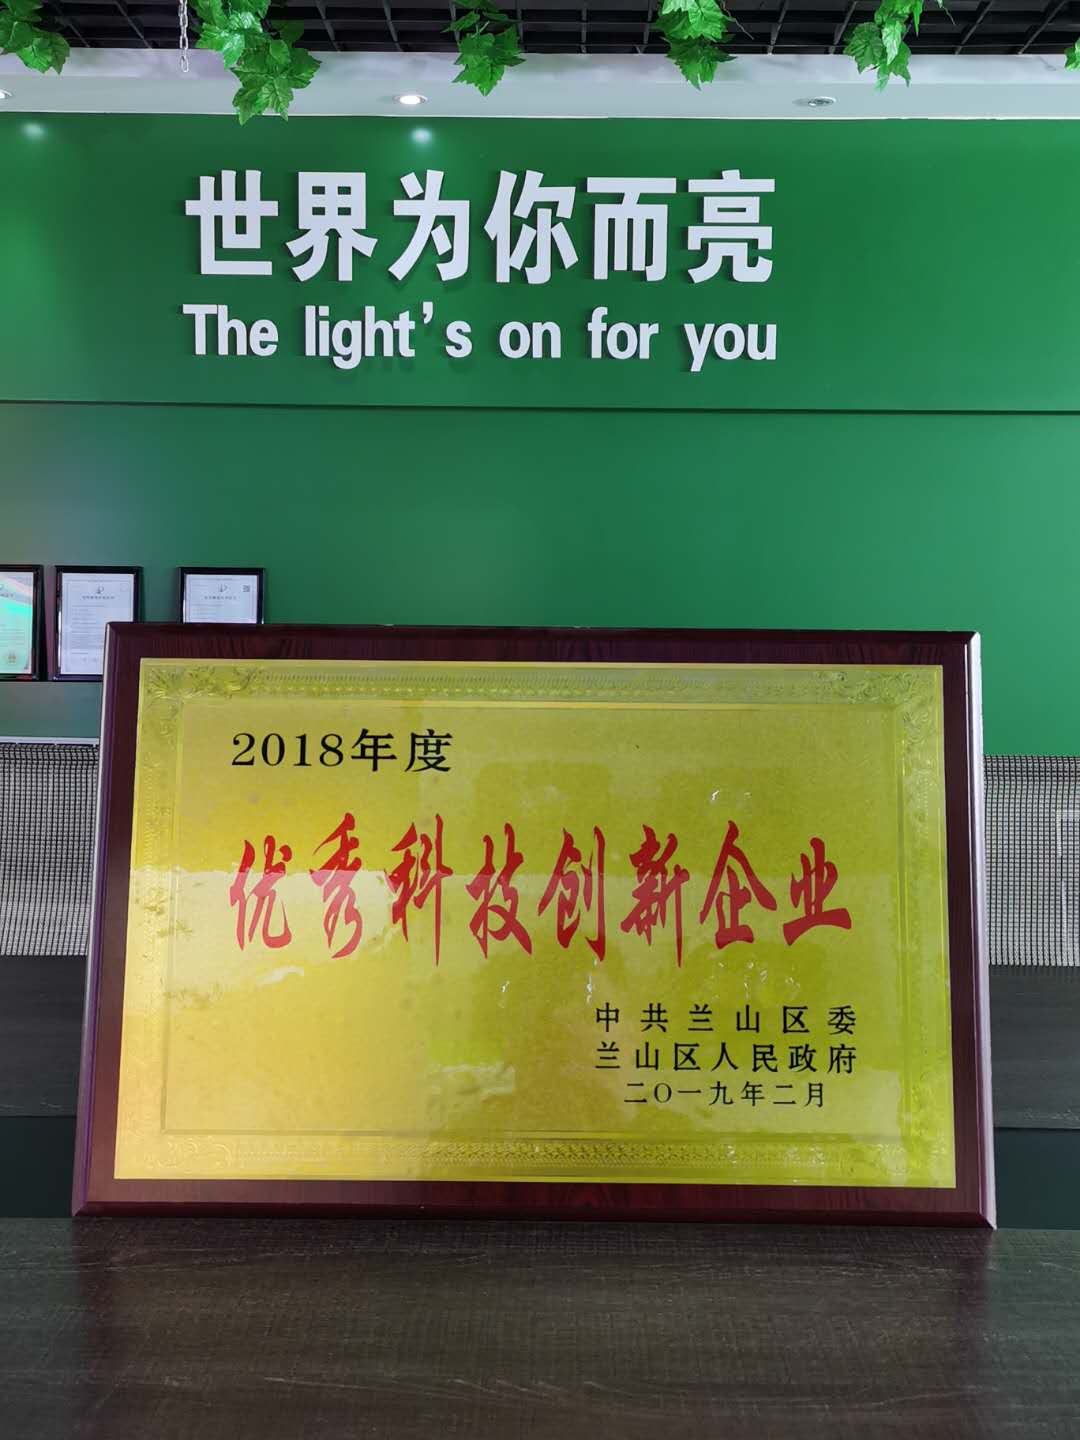 世界为你而亮
The light's on for you
2018年度
优秀科技创新企业
中共兰山区委
兰山区人民政府
二〇一九年二月